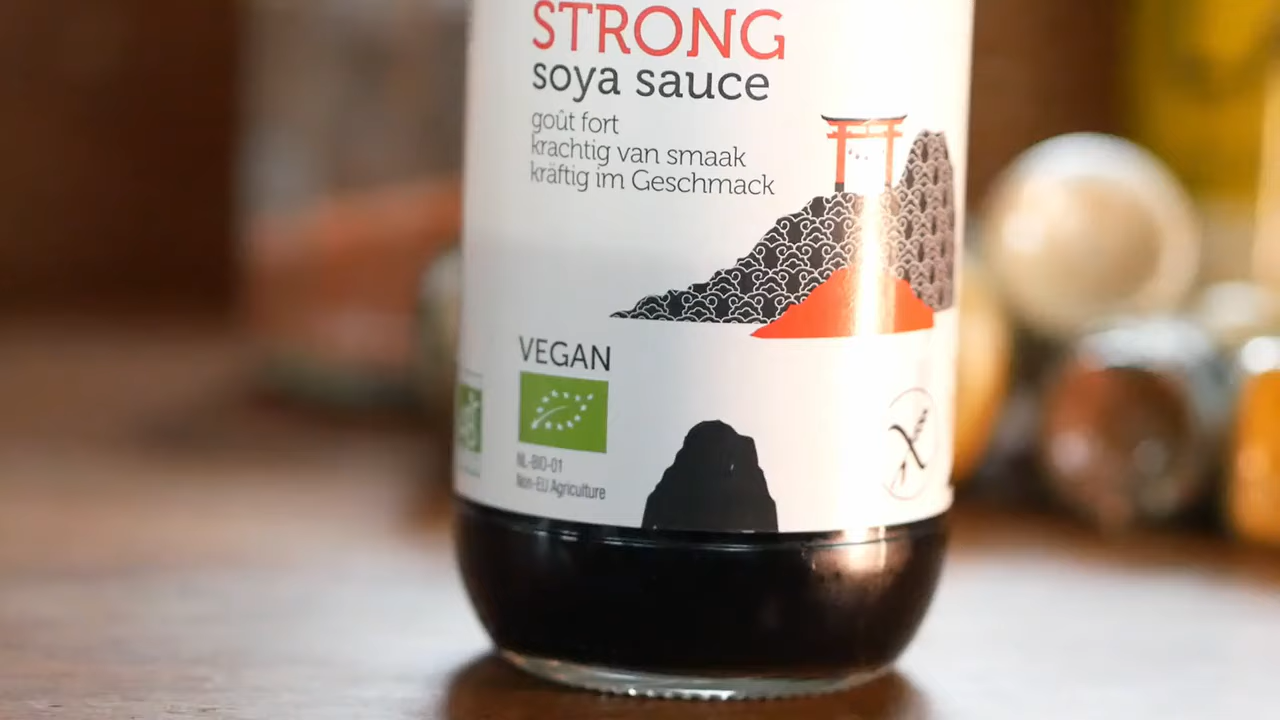 STRONG
soya sauce
goût fort
krachtig van smaak
kräftig im Geschmack
VEGAN
NL-BIO-01
Non-EU Agriculture